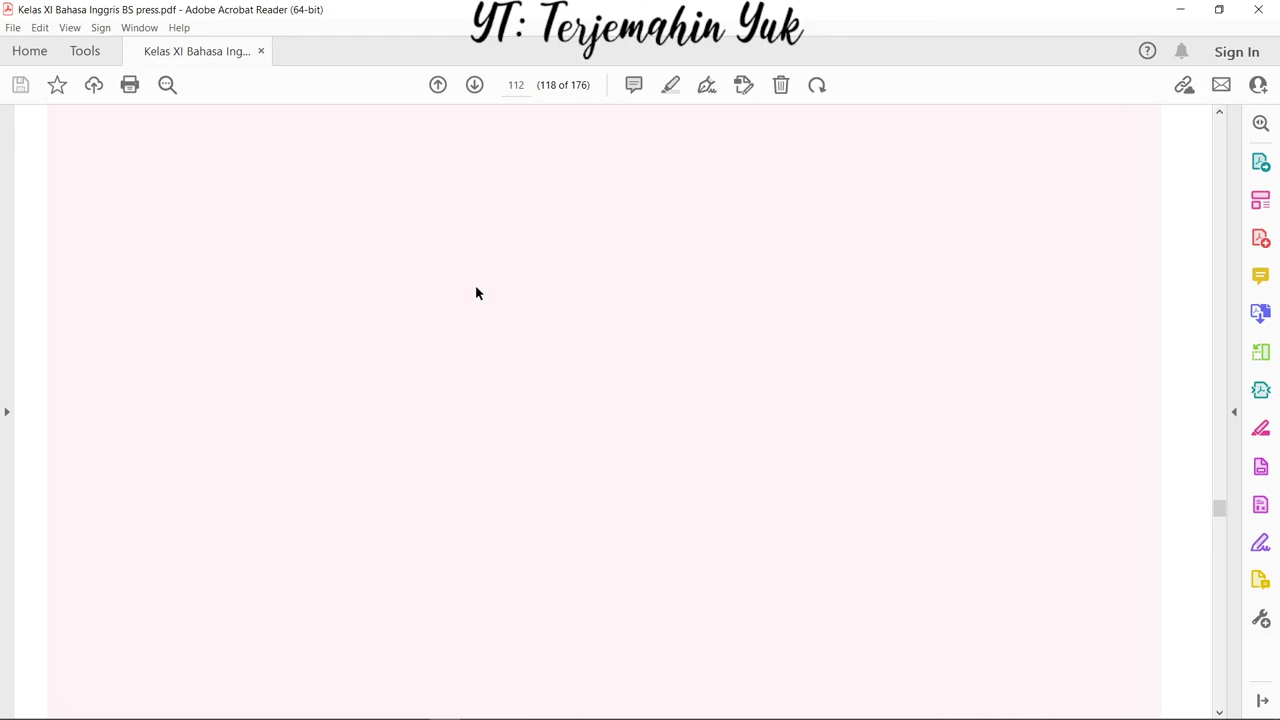 Kelas XI Bahasa Inggris BS press.pdf - Adobe Acrobat Reader (64-bit)
YT: Terjemahin Yuk
File Edit View Sign Window Help
Home Tools Kelas XI Bahasa Ing... × Sign In
112 (118 of 176)